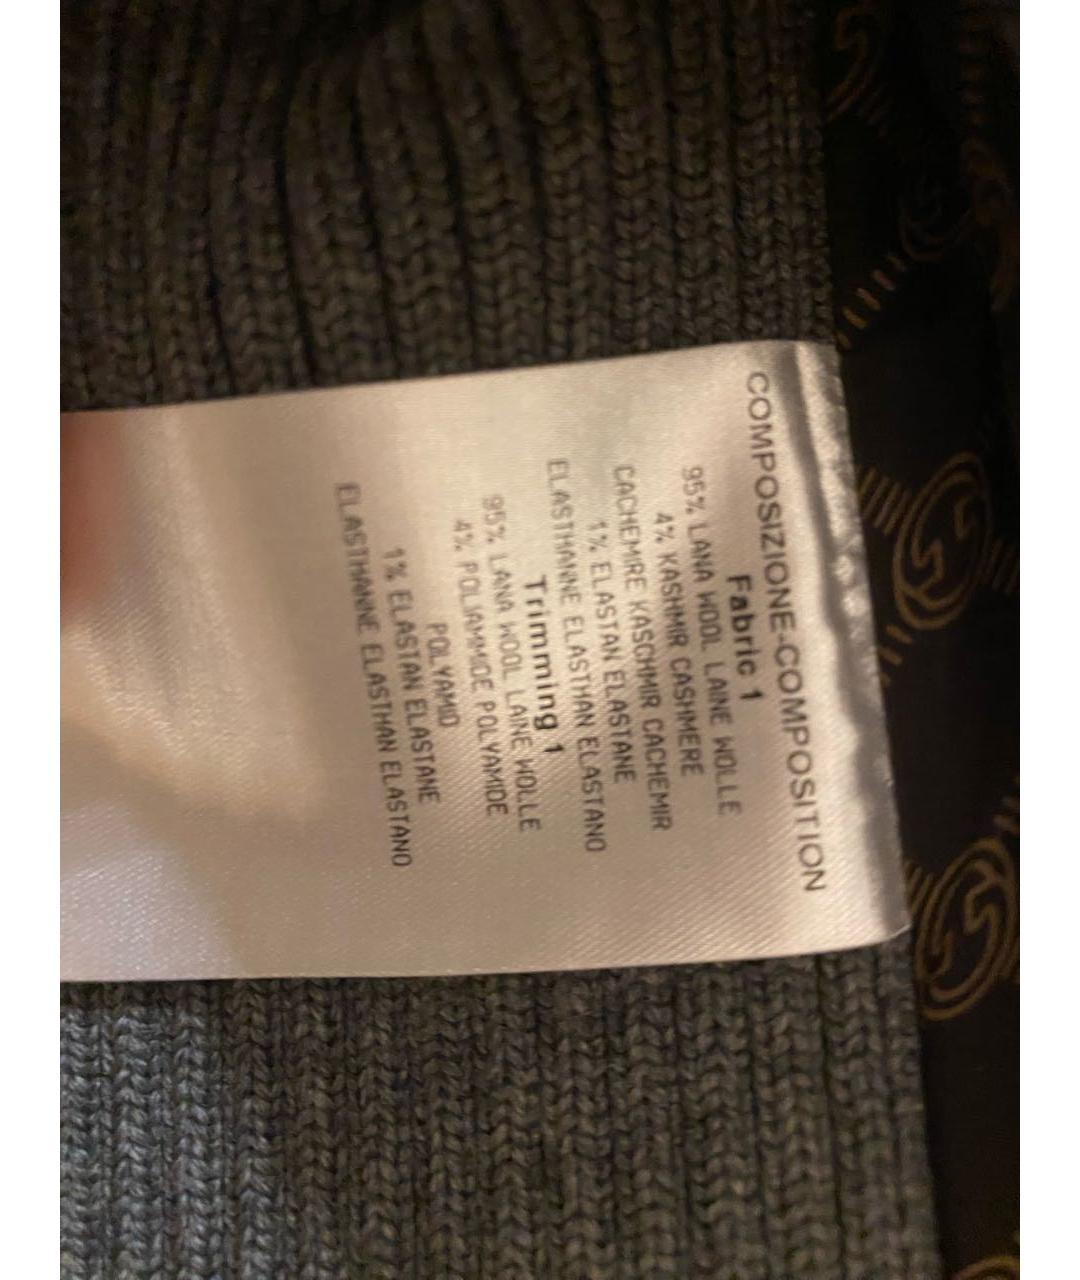 COMPOSIZIONE-COMPOSITION
Fabric 1
95% LANA WOOL LAINE WOLLE
4% KASHMIR CASHMERE
CACHEMIRE KASCHMIR CACHEMIR
1% ELASTAN ELASTANE
ELASTHANNE ELASTHAN ELASTANO
Trimming 1
95% LANA WOOL LAINE WOLLE
4% POLIAMMIDE POLYAMIDE
POLYAMID
1% ELASTAN ELASTANE
ELASTHANNE ELASTHAN ELASTANO